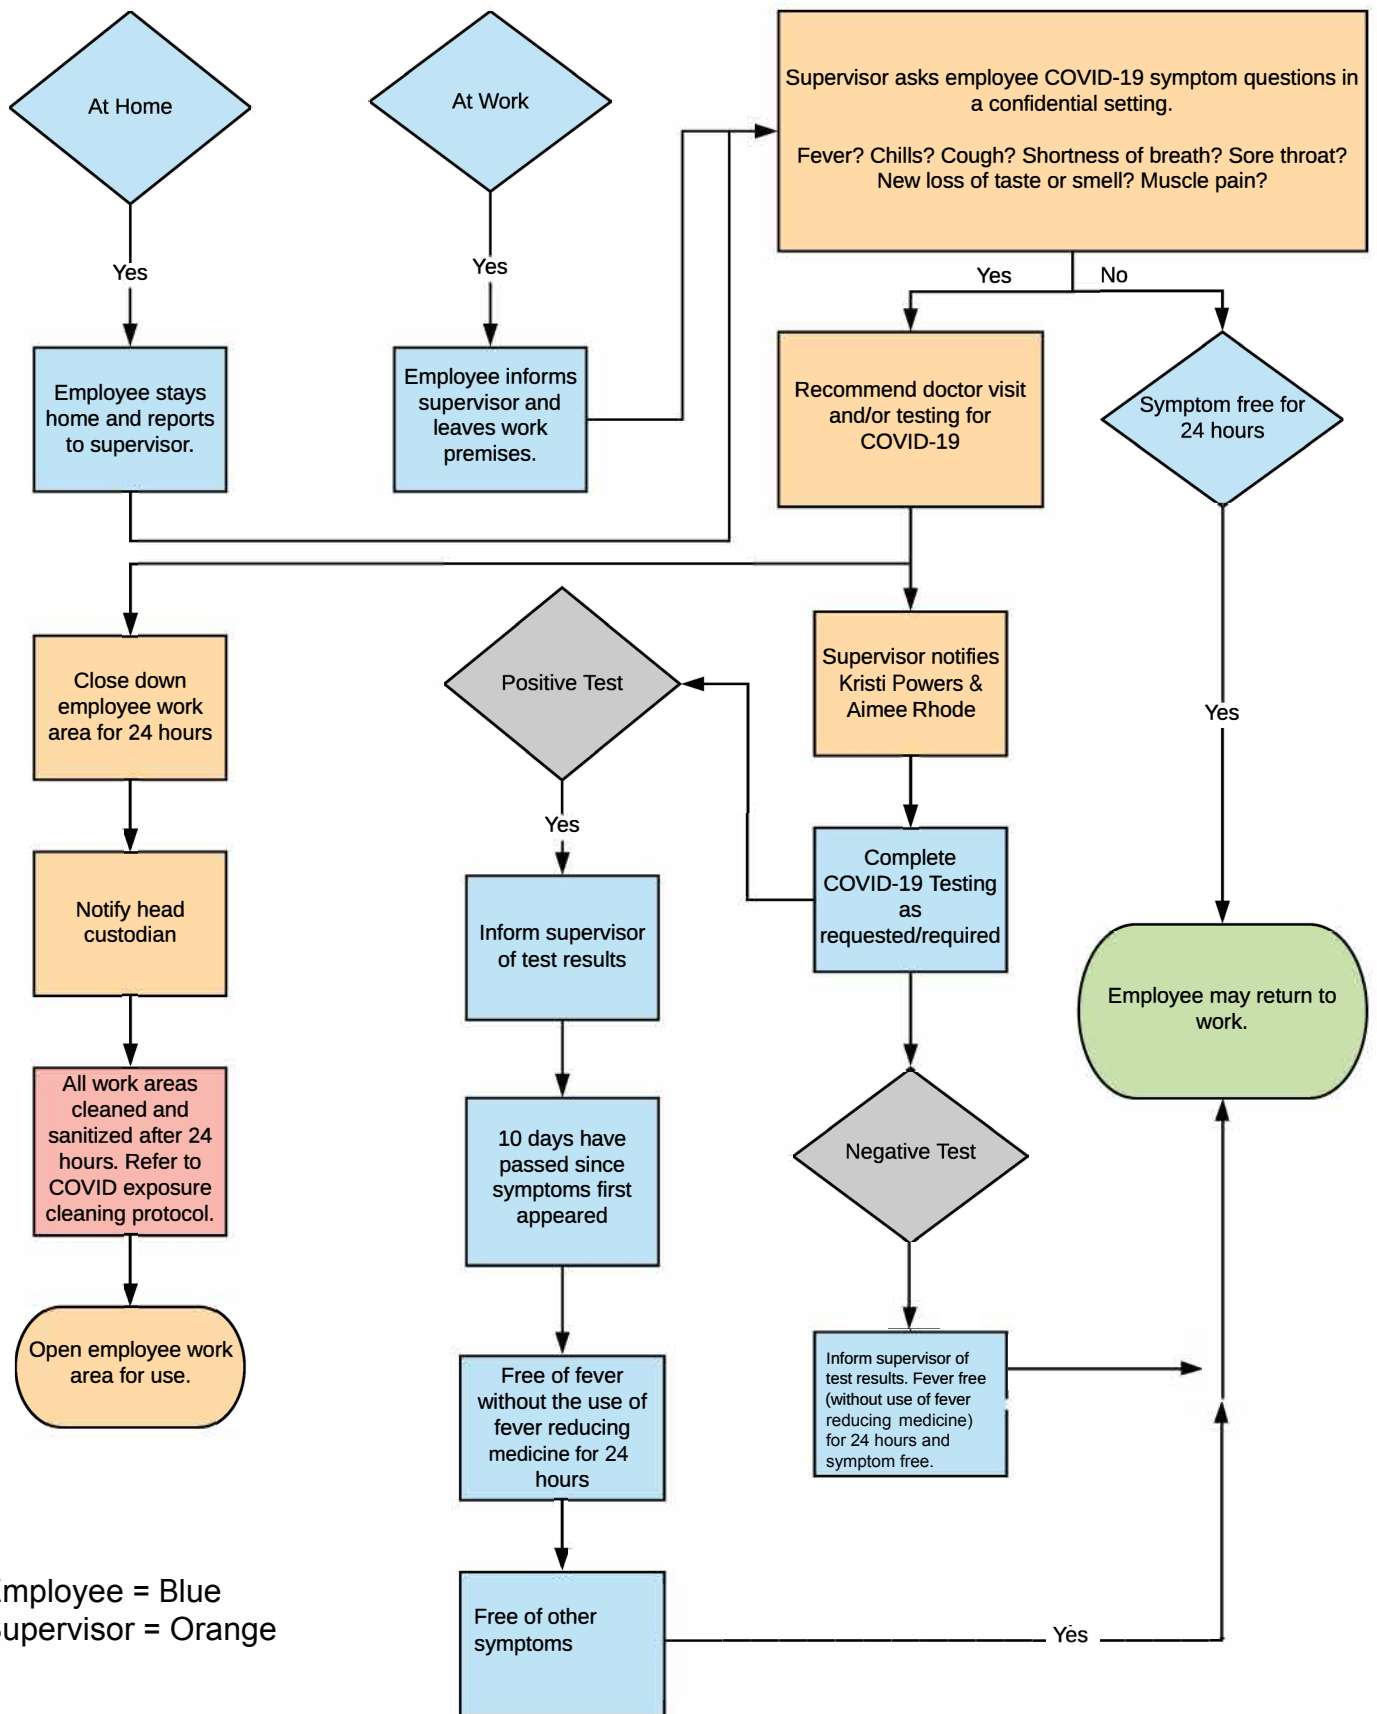 At Home
At Work
Supervisor asks employee COVID-19 symptom questions in
a confidential setting.
Fever? Chills? Cough? Shortness of breath? Sore throat?
New loss of taste or smell? Muscle pain?
Yes
Yes
Yes
No
Employee stays
home and reports
to supervisor.
Employee informs
supervisor and
leaves work
premises.
Recommend doctor visit
and/or testing for
COVID-19
Symptom free for
24 hours
Close down
employee work
area for 24 hours
Positive Test
Supervisor notifies
Kristi Powers &
Aimee Rhode
Yes
Yes
Notify head
custodian
Inform supervisor
of test results
Complete
COVID-19 Testing
as
requested/required
Employee may return to
work.
All work areas
cleaned and
sanitized after 24
hours. Refer to
COVID exposure
cleaning protocol.
10 days have
passed since
symptoms first
appeared
Negative Test
Open employee work
area for use.
Free of fever
without the use of
fever reducing
medicine for 24
hours
Inform supervisor of
test results. Fever free
(without use of fever
reducing medicine)
for 24 hours and
symptom free.
Free of other
symptoms
Yes
mployee = Blue
upervisor = Orange